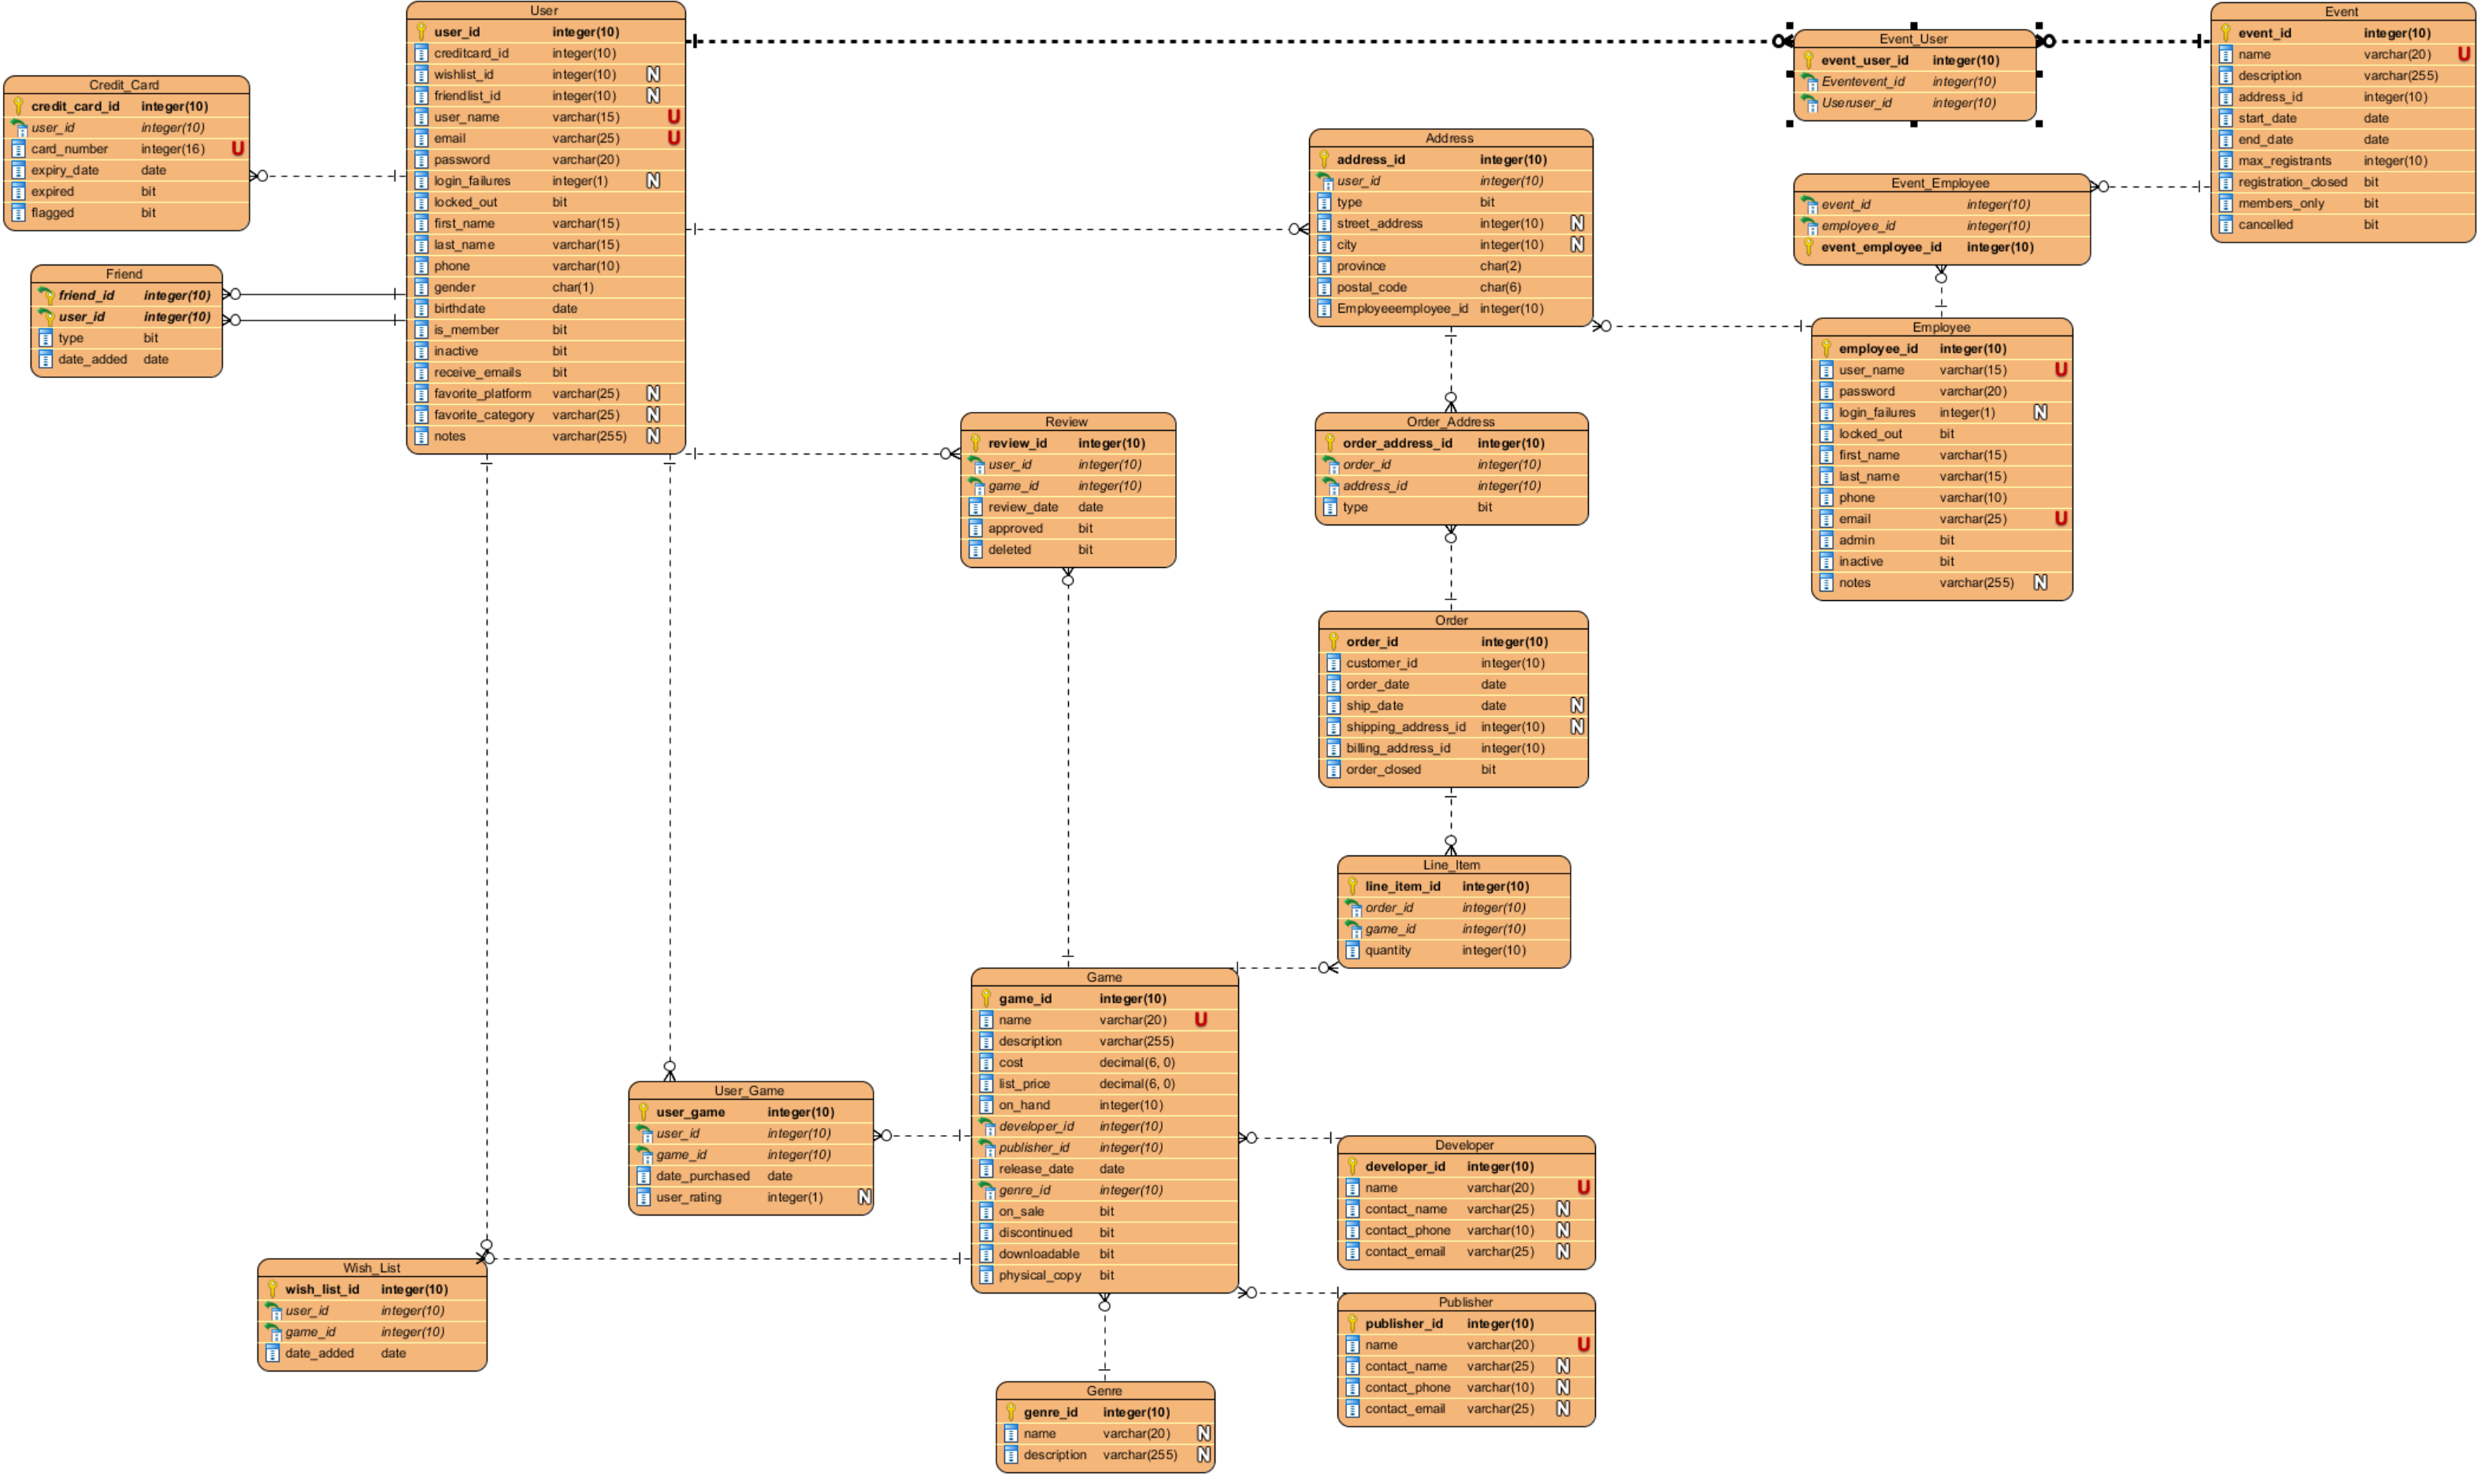 User
user_id integer(10)
creditcard_id integer(10)
wishlist_id integer(10) N
friendlist_id integer(10) N
user_name varchar(15) U
email varchar(25) U
password varchar(20)
login_failures integer(1) N
locked_out bit
first_name varchar(15)
last_name varchar(15)
phone varchar(10)
gender char(1)
birthdate date
is_member bit
inactive bit
receive_emails bit
favorite_platform varchar(25) N
favorite_category varchar(25) N
notes varchar(255) N
Event_User
event_user_id integer(10)
Eventevent_id integer(10)
Useruser_id integer(10)
Event
event_id integer(10)
name varchar(20) U
description varchar(255)
address_id integer(10)
start_date date
end_date date
max_registrants integer(10)
registration_closed bit
members_only bit
cancelled bit
Credit_Card
credit_card_id integer(10)
user_id integer(10)
card_number integer(16) U
expiry_date date
expired bit
flagged bit
Address
address_id integer(10)
user_id integer(10)
type bit
street_address integer(10) N
city integer(10) N
province char(2)
postal_code char(6)
Employeeemployee_id integer(10)
Event_Employee
event_id integer(10)
employee_id integer(10)
event_employee_id integer(10)
Friend
friend_id integer(10)
user_id integer(10)
type bit
date_added date
Employee
employee_id integer(10)
user_name varchar(15) U
password varchar(20)
login_failures integer(1) N
locked_out bit
first_name varchar(15)
last_name varchar(15)
phone varchar(10)
email varchar(25) U
admin bit
inactive bit
notes varchar(255) N
Review
review_id integer(10)
user_id integer(10)
game_id integer(10)
review_date date
approved bit
deleted bit
Order_Address
order_address_id integer(10)
order_id integer(10)
address_id integer(10)
type bit
Order
order_id integer(10)
customer_id integer(10)
order_date date
ship_date date N
shipping_address_id integer(10) N
billing_address_id integer(10)
order_closed bit
Line_Item
line_item_id integer(10)
order_id integer(10)
game_id integer(10)
quantity integer(10)
Game
game_id integer(10)
name varchar(20) U
description varchar(255)
cost decimal(6, 0)
list_price decimal(6, 0)
on_hand integer(10)
developer_id integer(10)
publisher_id integer(10)
release_date date
genre_id integer(10)
on_sale bit
discontinued bit
downloadable bit
physical_copy bit
User_Game
user_game integer(10)
user_id integer(10)
game_id integer(10)
date_purchased date
user_rating integer(1) N
Developer
developer_id integer(10)
name varchar(20) U
contact_name varchar(25) N
contact_phone varchar(10) N
contact_email varchar(25) N
Wish_List
wish_list_id integer(10)
user_id integer(10)
game_id integer(10)
date_added date
Publisher
publisher_id integer(10)
name varchar(20) U
contact_name varchar(25) N
contact_phone varchar(10) N
contact_email varchar(25) N
Genre
genre_id integer(10)
name varchar(20) N
description varchar(255) N